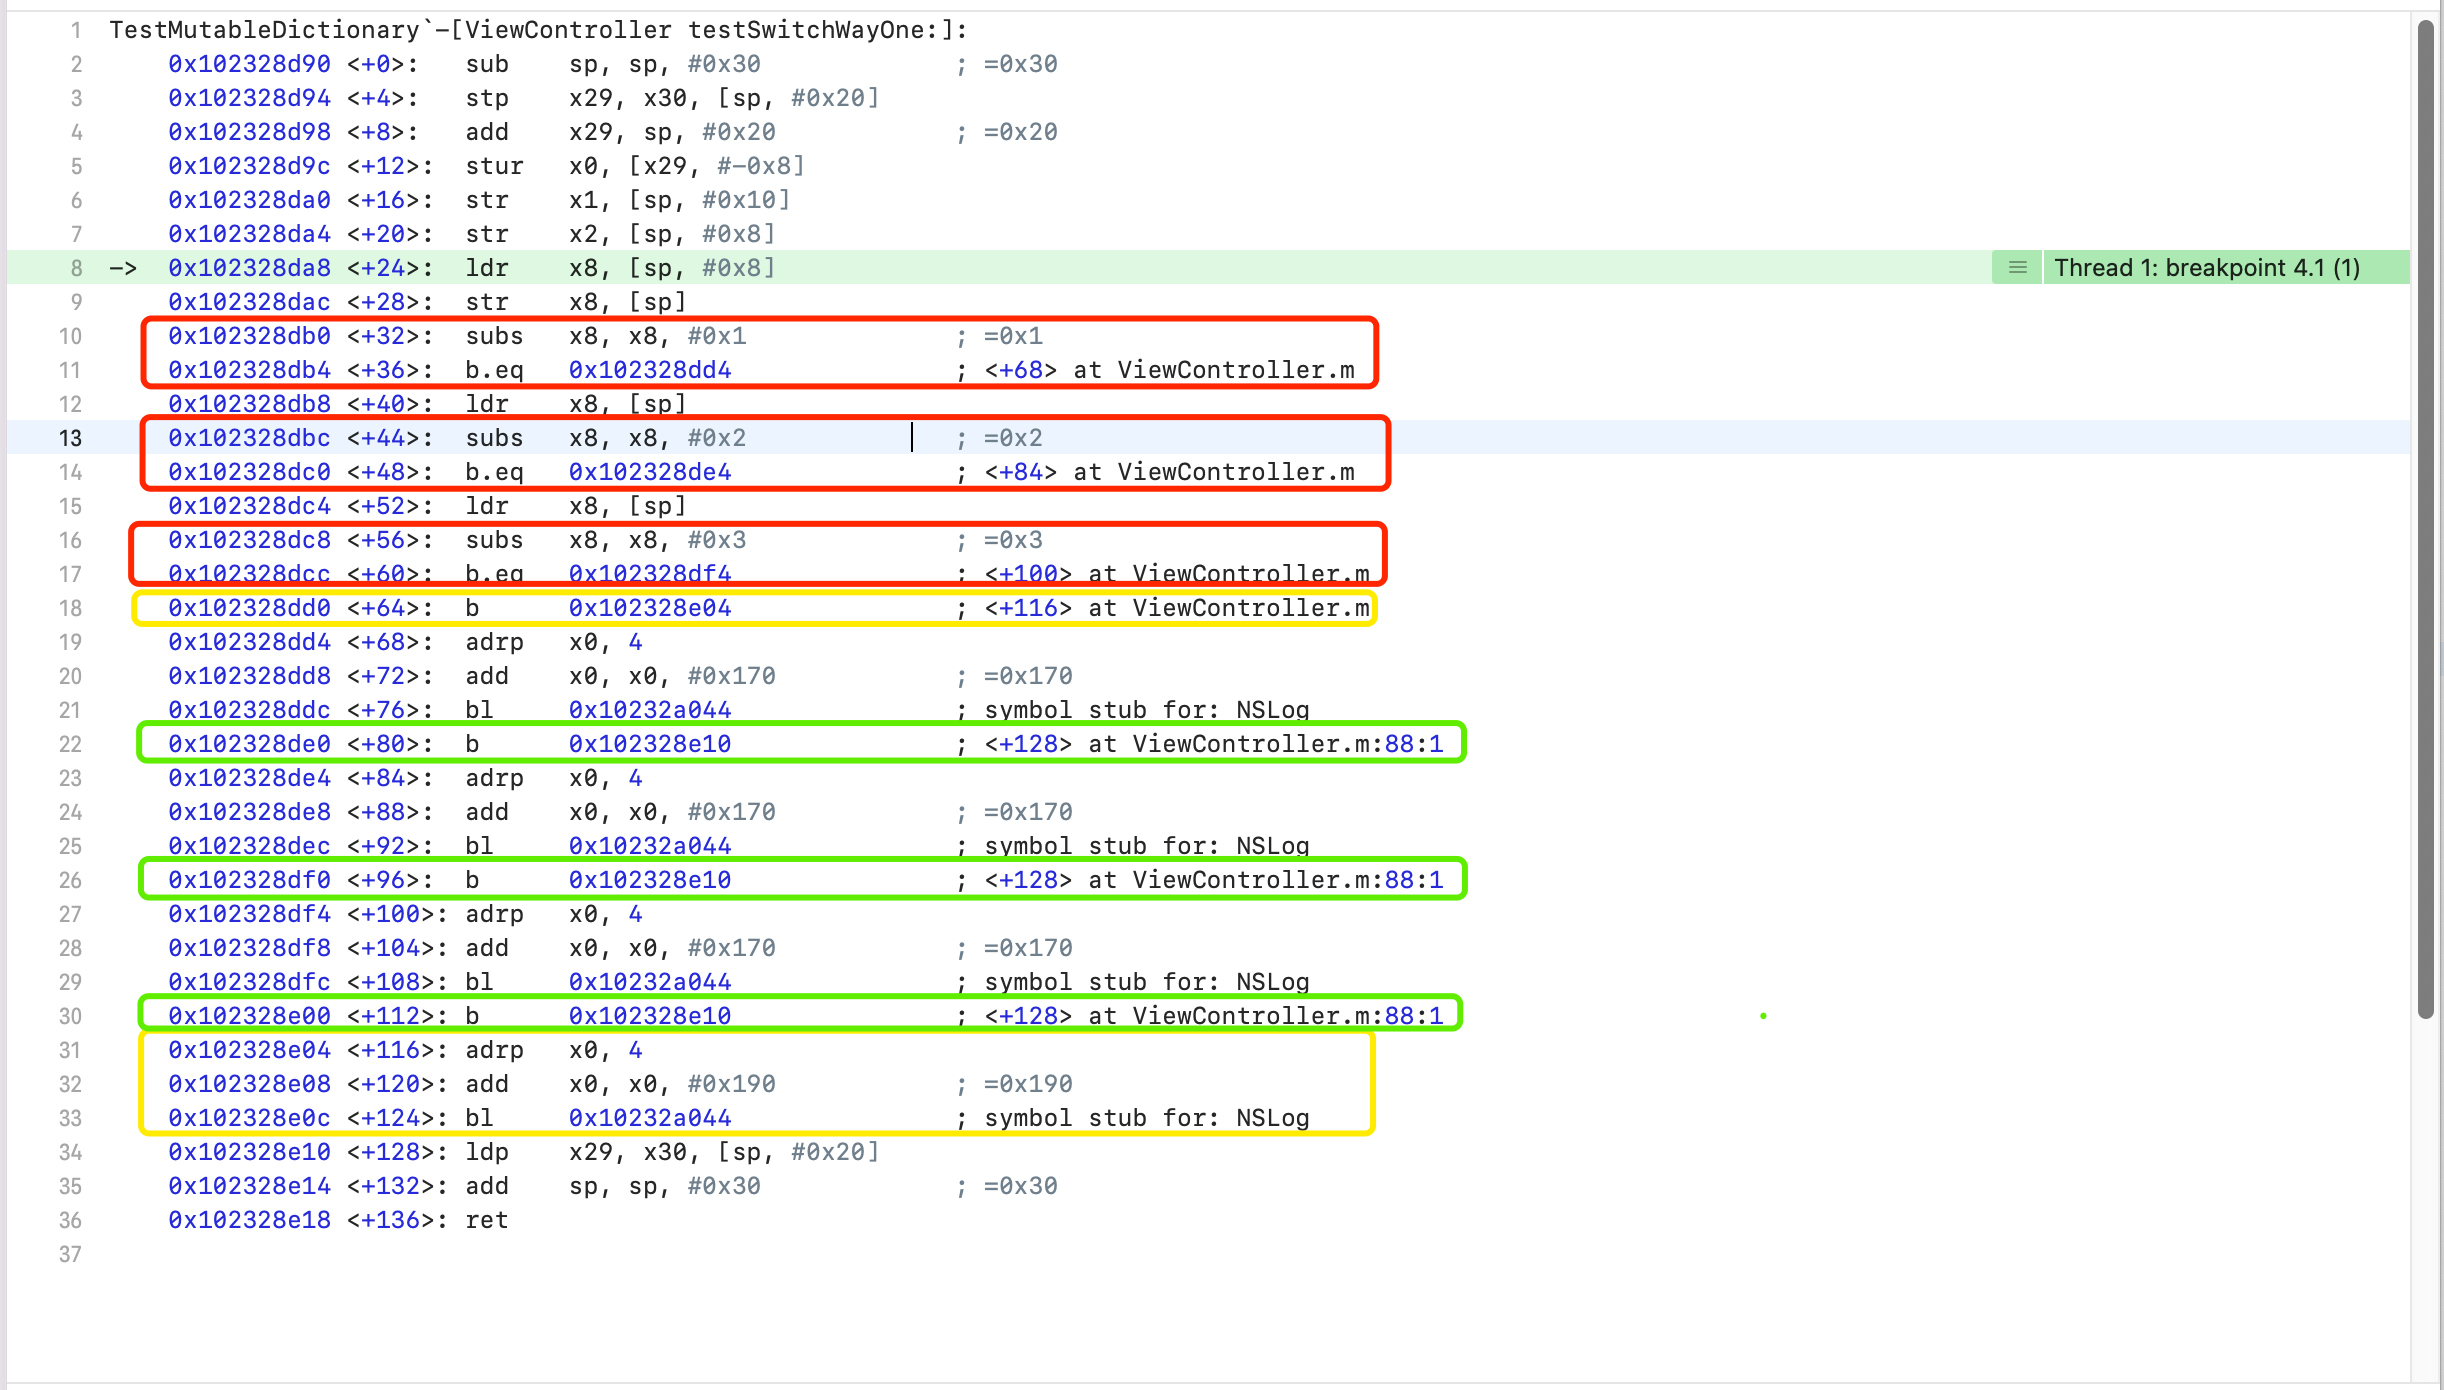 1 TestMutableDictionary`-[ViewController testSwitchWayOne:]:
2 0x102328d90 <+0>: sub sp, sp, #0x30 ; =0x30
3 0x102328d94 <+4>: stp x29, x30, [sp, #0x20]
4 0x102328d98 <+8>: add x29, sp, #0x20 ; =0x20
5 0x102328d9c <+12>: stur x0, [x29, #-0x8]
6 0x102328da0 <+16>: str x1, [sp, #0x10]
7 0x102328da4 <+20>: str x2, [sp, #0x8]
8 -> 0x102328da8 <+24>: ldr x8, [sp, #0x8] Thread 1: breakpoint 4.1 (1)
9 0x102328dac <+28>: str x8, [sp]
10 0x102328db0 <+32>: subs x8, x8, #0x1 ; =0x1
11 0x102328db4 <+36>: b.eq 0x102328dd4 ; <+68> at ViewController.m
12 0x102328db8 <+40>: ldr x8, [sp]
13 0x102328dbc <+44>: subs x8, x8, #0x2 ; =0x2
14 0x102328dc0 <+48>: b.eq 0x102328de4 ; <+84> at ViewController.m
15 0x102328dc4 <+52>: ldr x8, [sp]
16 0x102328dc8 <+56>: subs x8, x8, #0x3 ; =0x3
17 0x102328dcc <+60>: b.eq 0x102328df4 ; <+100> at ViewController.m
18 0x102328dd0 <+64>: b 0x102328e04 ; <+116> at ViewController.m
19 0x102328dd4 <+68>: adrp x0, 4
20 0x102328dd8 <+72>: add x0, x0, #0x170 ; =0x170
21 0x102328ddc <+76>: bl 0x10232a044 ; symbol stub for: NSLog
22 0x102328de0 <+80>: b 0x102328e10 ; <+128> at ViewController.m:88:1
23 0x102328de4 <+84>: adrp x0, 4
24 0x102328de8 <+88>: add x0, x0, #0x170 ; =0x170
25 0x102328dec <+92>: bl 0x10232a044 ; symbol stub for: NSLog
26 0x102328df0 <+96>: b 0x102328e10 ; <+128> at ViewController.m:88:1
27 0x102328df4 <+100>: adrp x0, 4
28 0x102328df8 <+104>: add x0, x0, #0x170 ; =0x170
29 0x102328dfc <+108>: bl 0x10232a044 ; symbol stub for: NSLog
30 0x102328e00 <+112>: b 0x102328e10 ; <+128> at ViewController.m:88:1
31 0x102328e04 <+116>: adrp x0, 4
32 0x102328e08 <+120>: add x0, x0, #0x190 ; =0x190
33 0x102328e0c <+124>: bl 0x10232a044 ; symbol stub for: NSLog
34 0x102328e10 <+128>: ldp x29, x30, [sp, #0x20]
35 0x102328e14 <+132>: add sp, sp, #0x30 ; =0x30
36 0x102328e18 <+136>: ret
37